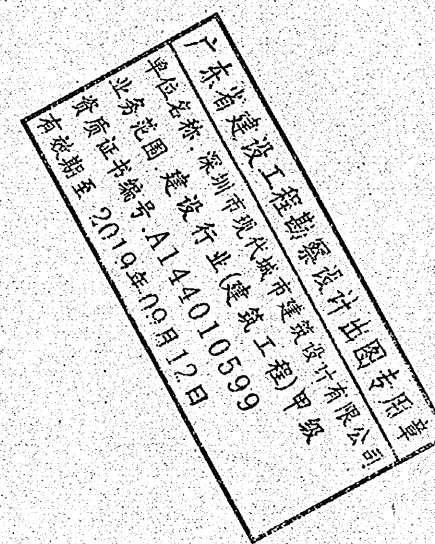 广东省建设工程勘察设计出图专用章
单位名称:深圳市现代城市建筑设计有限公司
业务范围 建设行业(建筑工程)甲级
资质证书编号.A144010599
有效期至 2019年09月12日